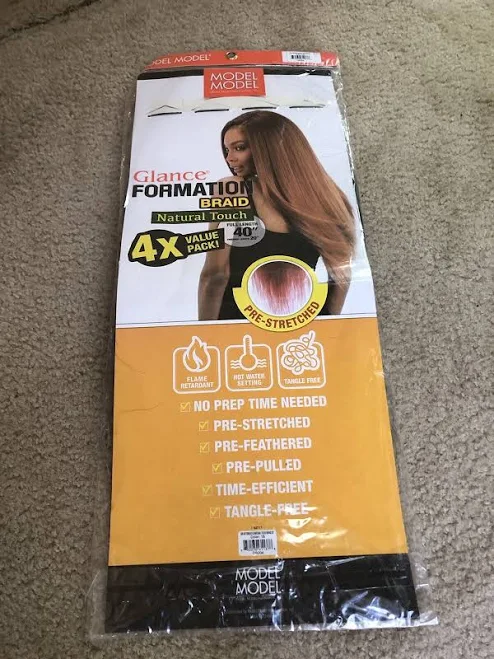 MODEL MODEL
MODEL
MODEL
Glance
FORMATION
BRAID
Natural Touch
4X VALUE
PACK!
FULL LENGTH
40"
PRE-STRETCHED
FLAME
RETARDANT
HOT WATER
SETTING
TANGLE FREE
NO PREP TIME NEEDED
PRE-STRETCHED
PRE-FEATHERED
PRE-PULLED
TIME-EFFICIENT
TANGLE-FREE
MODEL
MODEL